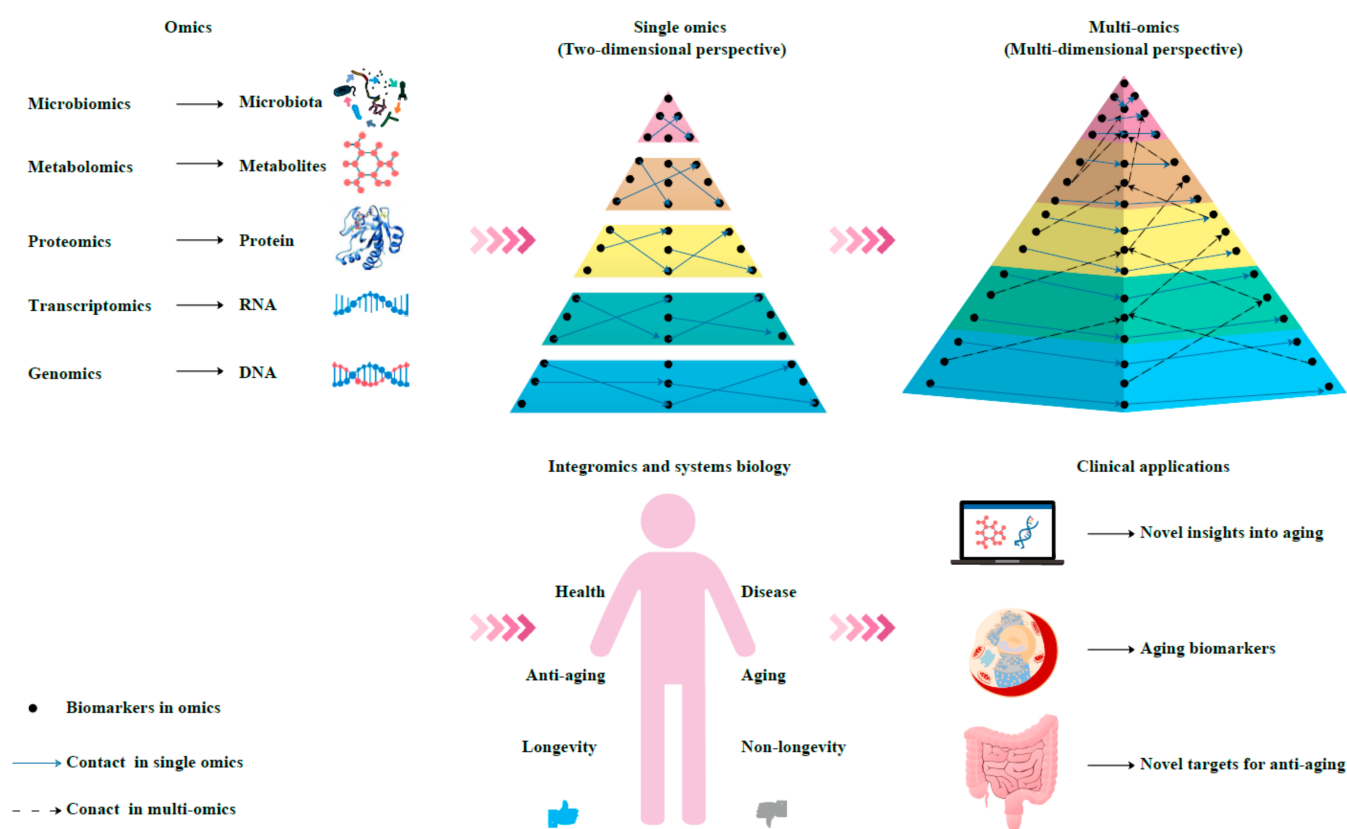 Omics
Single omics
(Two-dimensional perspective)
Multi-omics
(Multi-dimensional perspective)
Microbiomics
Microbiota
Metabolomics
Metabolites
Proteomics
Protein
Transcriptomics
RNA
Genomics
DNA
Integromics and systems biology
Clinical applications
Health
Disease
Anti-aging
Aging
Longevity
Non-longevity
Novel insights into aging
Aging biomarkers
Novel targets for anti-aging
Biomarkers in omics
Contact in single omics
Conact in multi-omics